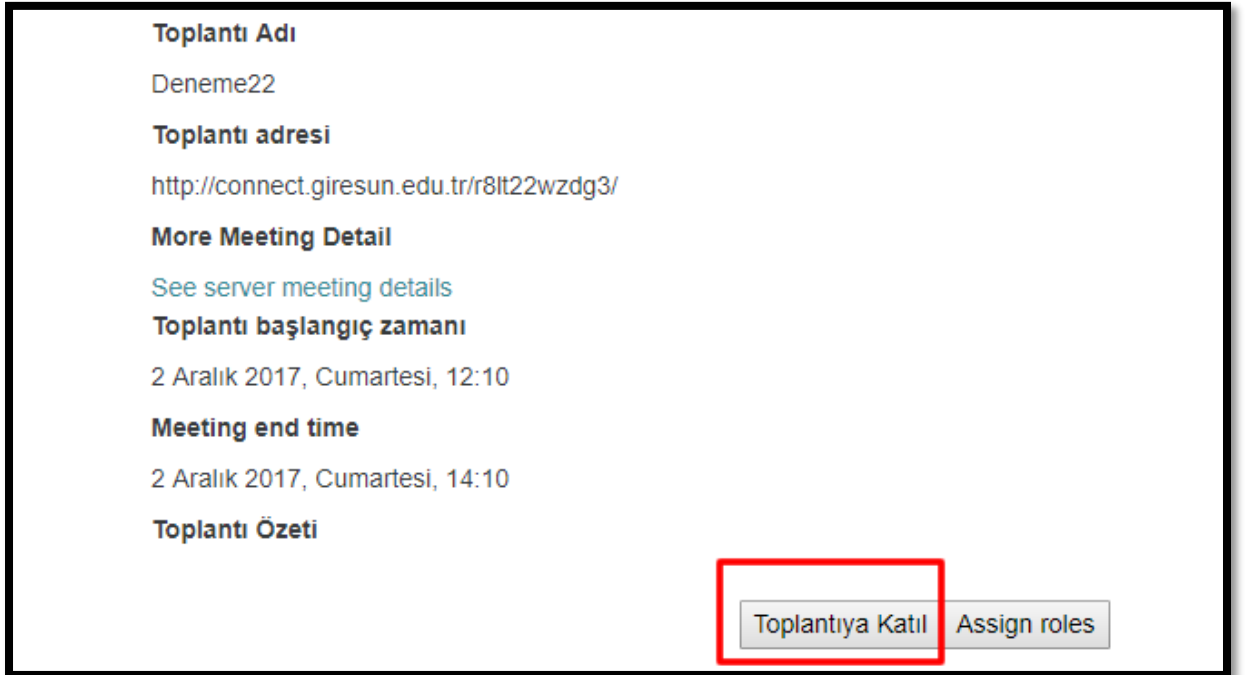 Toplantı Adı
Deneme22
Toplantı adresi
http://connect.giresun.edu.tr/r8lt22wzdg3/
More Meeting Detail
See server meeting details
Toplantı başlangıç zamanı
2 Aralık 2017, Cumartesi, 12:10
Meeting end time
2 Aralık 2017, Cumartesi, 14:10
Toplantı Özeti
Toplantıya Katıl Assign roles